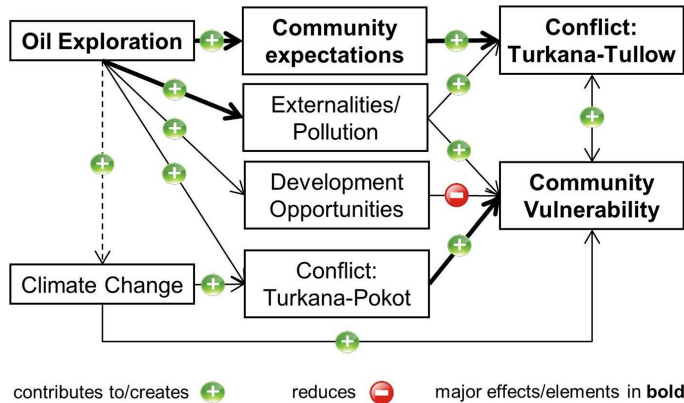 Oil Exploration
Community
expectations
Conflict:
Turkana-Tullow
Externalities/
Pollution
Development
Opportunities
Community
Vulnerability
Climate Change
Conflict:
Turkana-Pokot
contributes to/creates
reduces
major effects/elements in bold